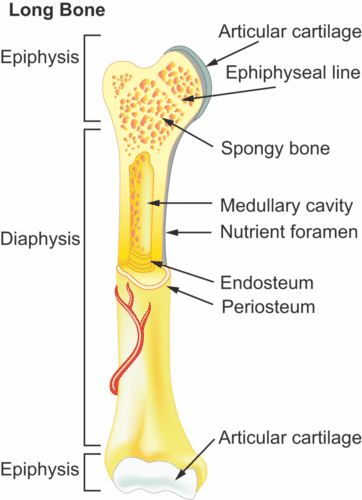 Long Bone
Articular cartilage
Epiphysis
Ephiphyseal line
Spongy bone
Medullary cavity
Nutrient foramen
Diaphysis
Endosteum
Periosteum
Articular cartilage
Epiphysis